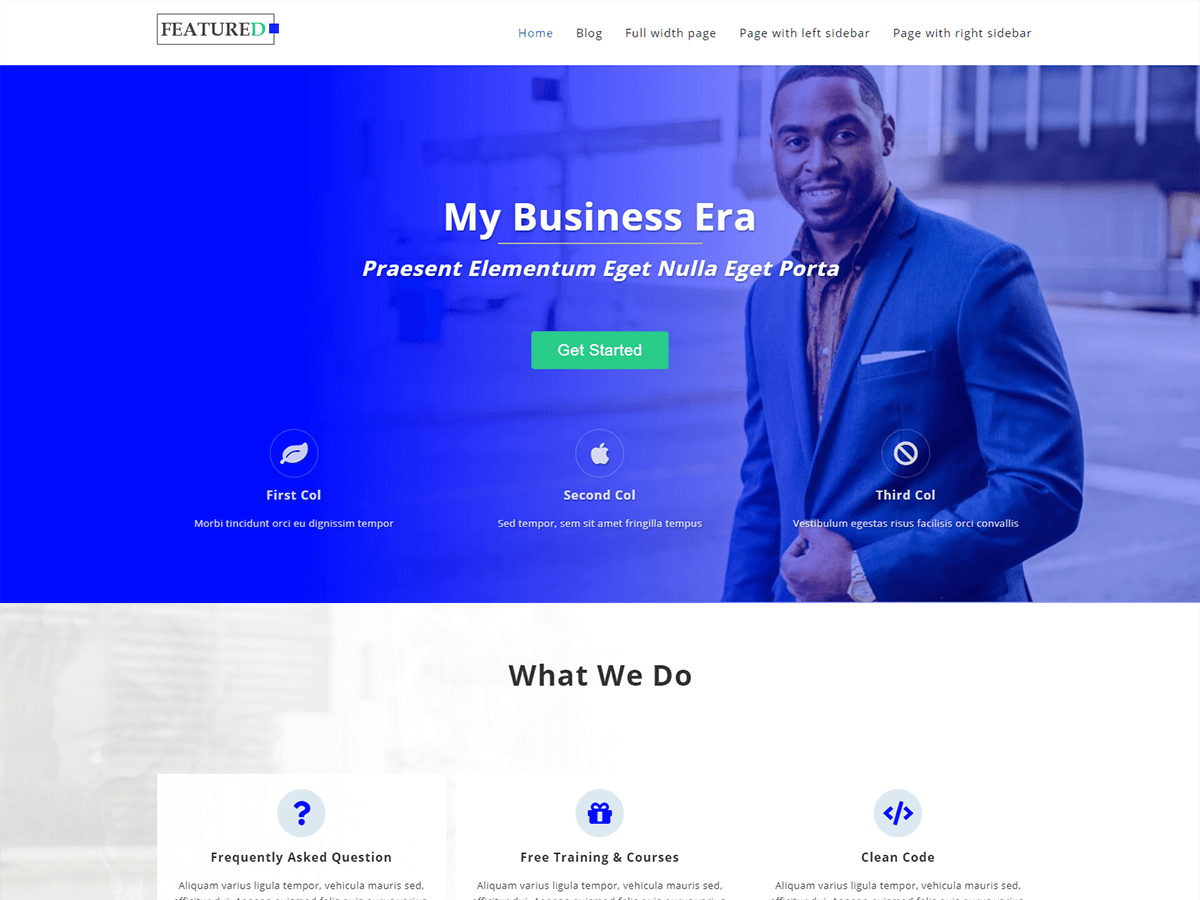 FEATURED
Home Blog Full width page Page with left sidebar Page with right sidebar
My Business Era
Praesent Elementum Eget Nulla Eget Porta
Get Started
First Col Second Col Third Col
Morbi tincidunt orci eu dignissim tempor Sed tempor, sem sit amet fringilla tempus Vestibulum egestas risus facilisis orci convallis
What We Do
Frequently Asked Question Free Training & Courses Clean Code
Aliquam varius ligula tempor, vehicula mauris sed, Aliquam varius ligula tempor, vehicula mauris sed, Aliquam varius ligula tempor, vehicula mauris sed,